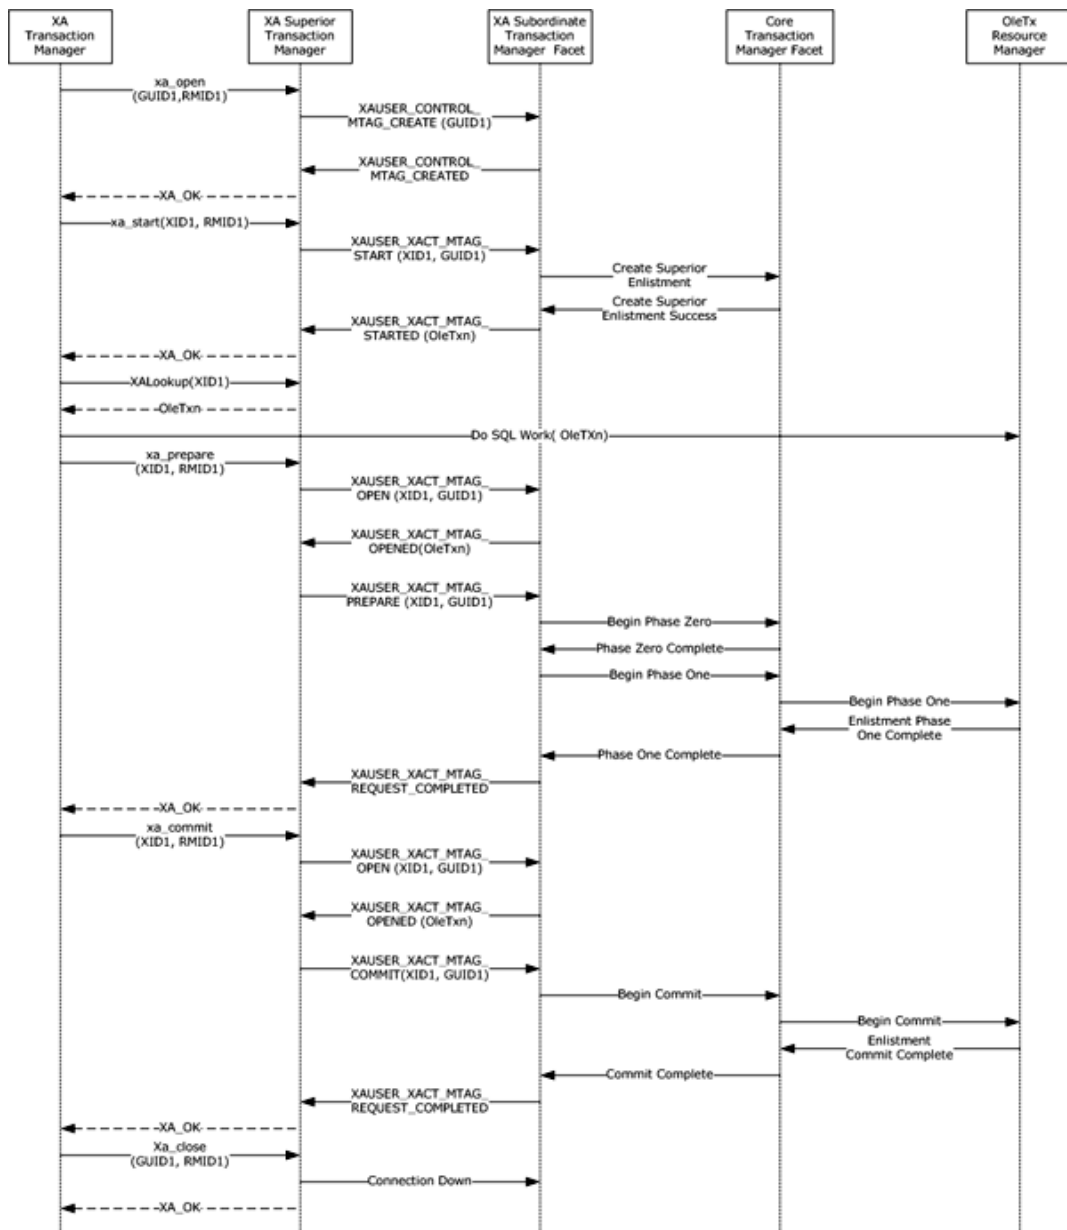 XA
Transaction
Manager
XA Superior
Transaction
Manager
XA Subordinate
Transaction
Manager Facet
Core
Transaction
Manager Facet
OleTx
Resource
Manager
xa_open
(GUID1,RMID1)
XAUSER_CONTROL_
MTAG_CREATE (GUID1)
XAUSER_CONTROL_
MTAG_CREATED
XA_OK
xa_start(XID1, RMID1)
XAUSER_XACT_MTAG_
START (XID1, GUID1)
Create Superior
Enlistment
Create Superior
Enlistment Success
XAUSER_XACT_MTAG_
STARTED (OleTxn)
XA_OK
XALookup(XID1)
OleTxn
Do SQL Work( OleTXn)
xa_prepare
(XID1, RMID1)
XAUSER_XACT_MTAG_
OPEN (XID1, GUID1)
XAUSER_XACT_MTAG_
OPENED(OleTxn)
XAUSER_XACT_MTAG_
PREPARE (XID1, GUID1)
Begin Phase Zero
Phase Zero Complete
Begin Phase One
Begin Phase One
Enlistment Phase
One Complete
Phase One Complete
XAUSER_XACT_MTAG_
REQUEST_COMPLETED
XA_OK
xa_commit
(XID1, RMID1)
XAUSER_XACT_MTAG_
OPEN (XID1, GUID1)
XAUSER_XACT_MTAG_
OPENED (OleTxn)
XAUSER_XACT_MTAG_
COMMIT(XID1, GUID1)
Begin Commit
Begin Commit
Enlistment
Commit Complete
Commit Complete
XAUSER_XACT_MTAG_
REQUEST_COMPLETED
XA_OK
Xa_close
(GUID1, RMID1)
Connection Down
XA_OK